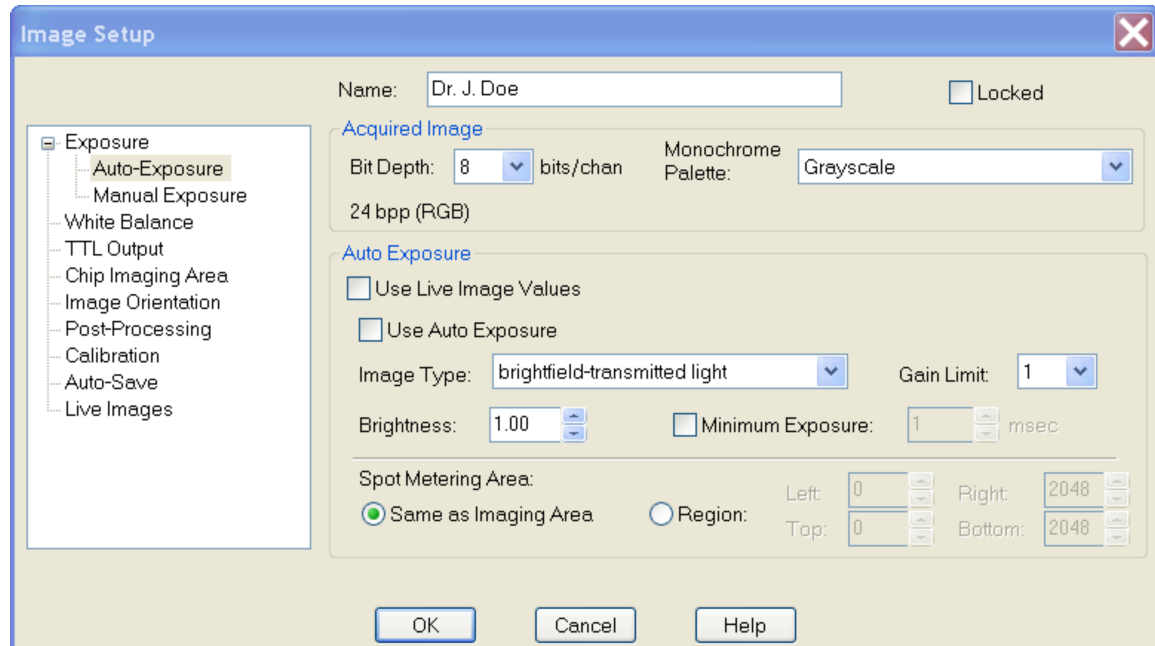 Image Setup
Name: Dr. J. Doe Locked
Exposure
Auto-Exposure
Manual Exposure
White Balance
TTL Output
Chip Imaging Area
Image Orientation
Post-Processing
Calibration
Auto-Save
Live Images
Acquired Image
Bit Depth: 8 bits/chan Monochrome Palette: Grayscale
24 bpp (RGB)
Auto Exposure
Use Live Image Values
Use Auto Exposure
Image Type: brightfield-transmitted light Gain Limit: 1
Brightness: 1.00 Minimum Exposure: 1 msec
Spot Metering Area:
Same as Imaging Area Region:
Left: 0 Right: 2048
Top: 0 Bottom: 2048
OK Cancel Help